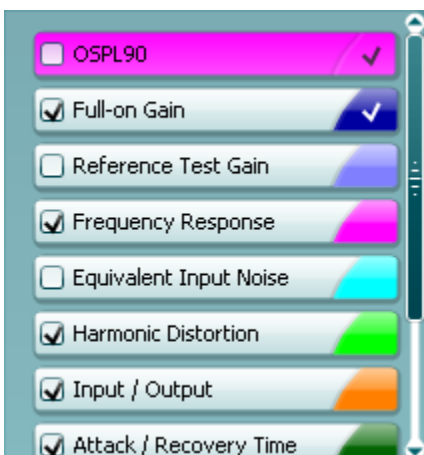 OSPL90
Full-on Gain
Reference Test Gain
Frequency Response
Equivalent Input Noise
Harmonic Distortion
Input / Output
Attack / Recovery Time